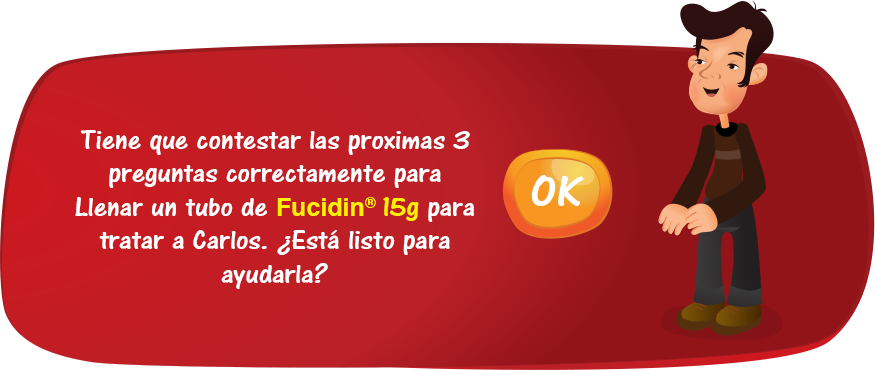 Tiene que contestar las proximas 3
preguntas correctamente para
Llenar un tubo de Fucidin® 15g para
tratar a Carlos. ¿Está listo para
ayudarla?
OK